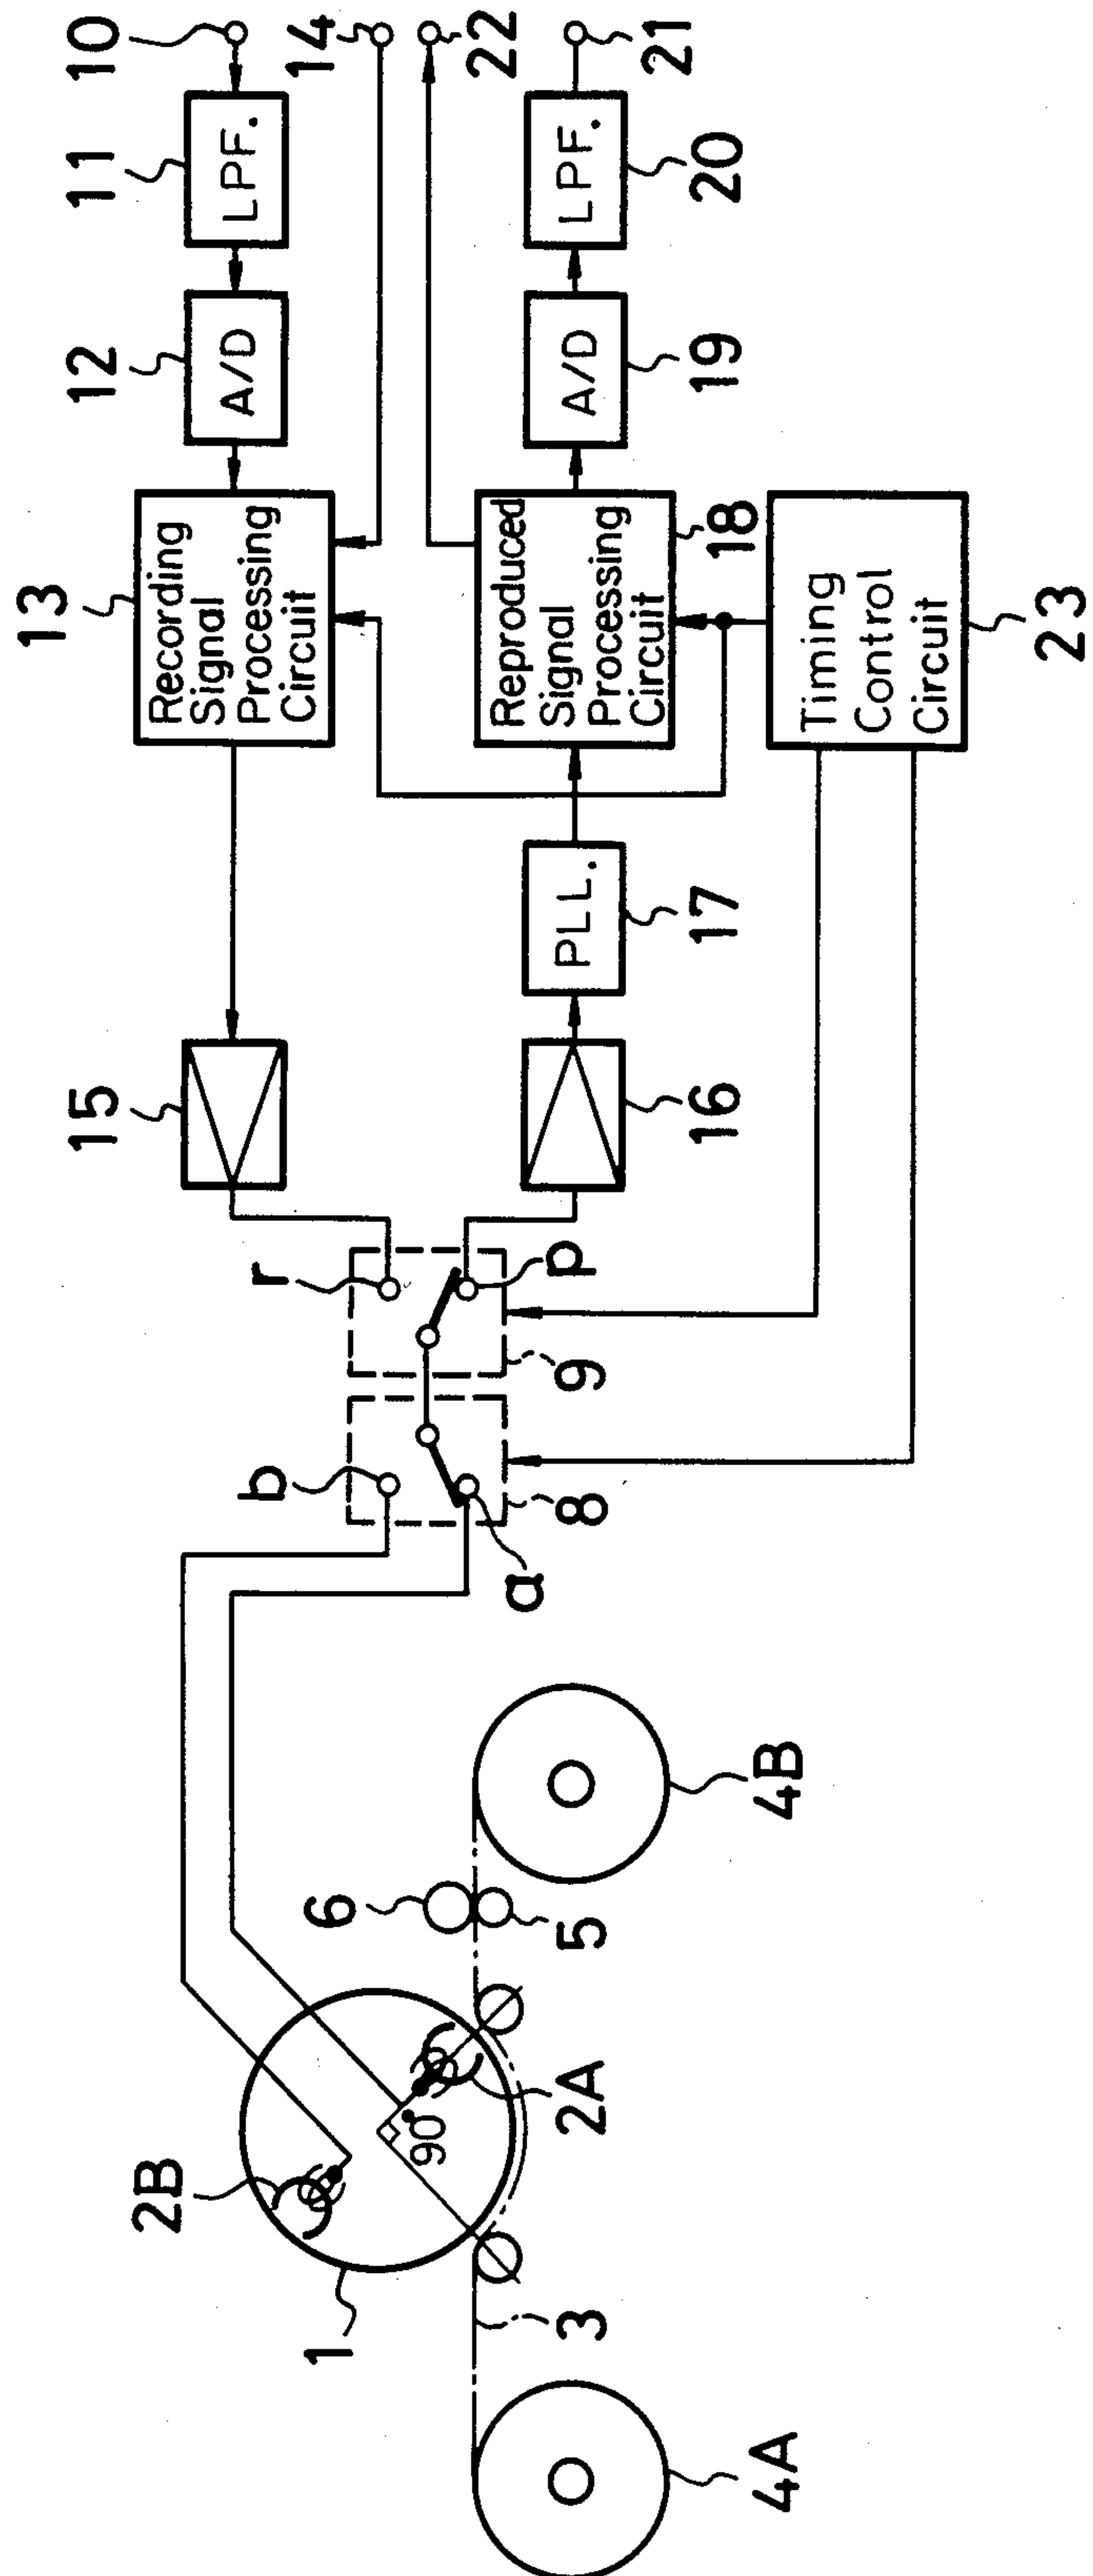 10
11
LPF.
12
A/D
13
Recording
Signal
Processing
Circuit
14
22
21
20
LPF.
19
A/D
18
Reproduced
Signal
Processing
Circuit
23
Timing
Control
Circuit
17
PLL.
15
16
r
p
9
b
a
8
4B
6
5
2B
2A
90°
1
3
4A